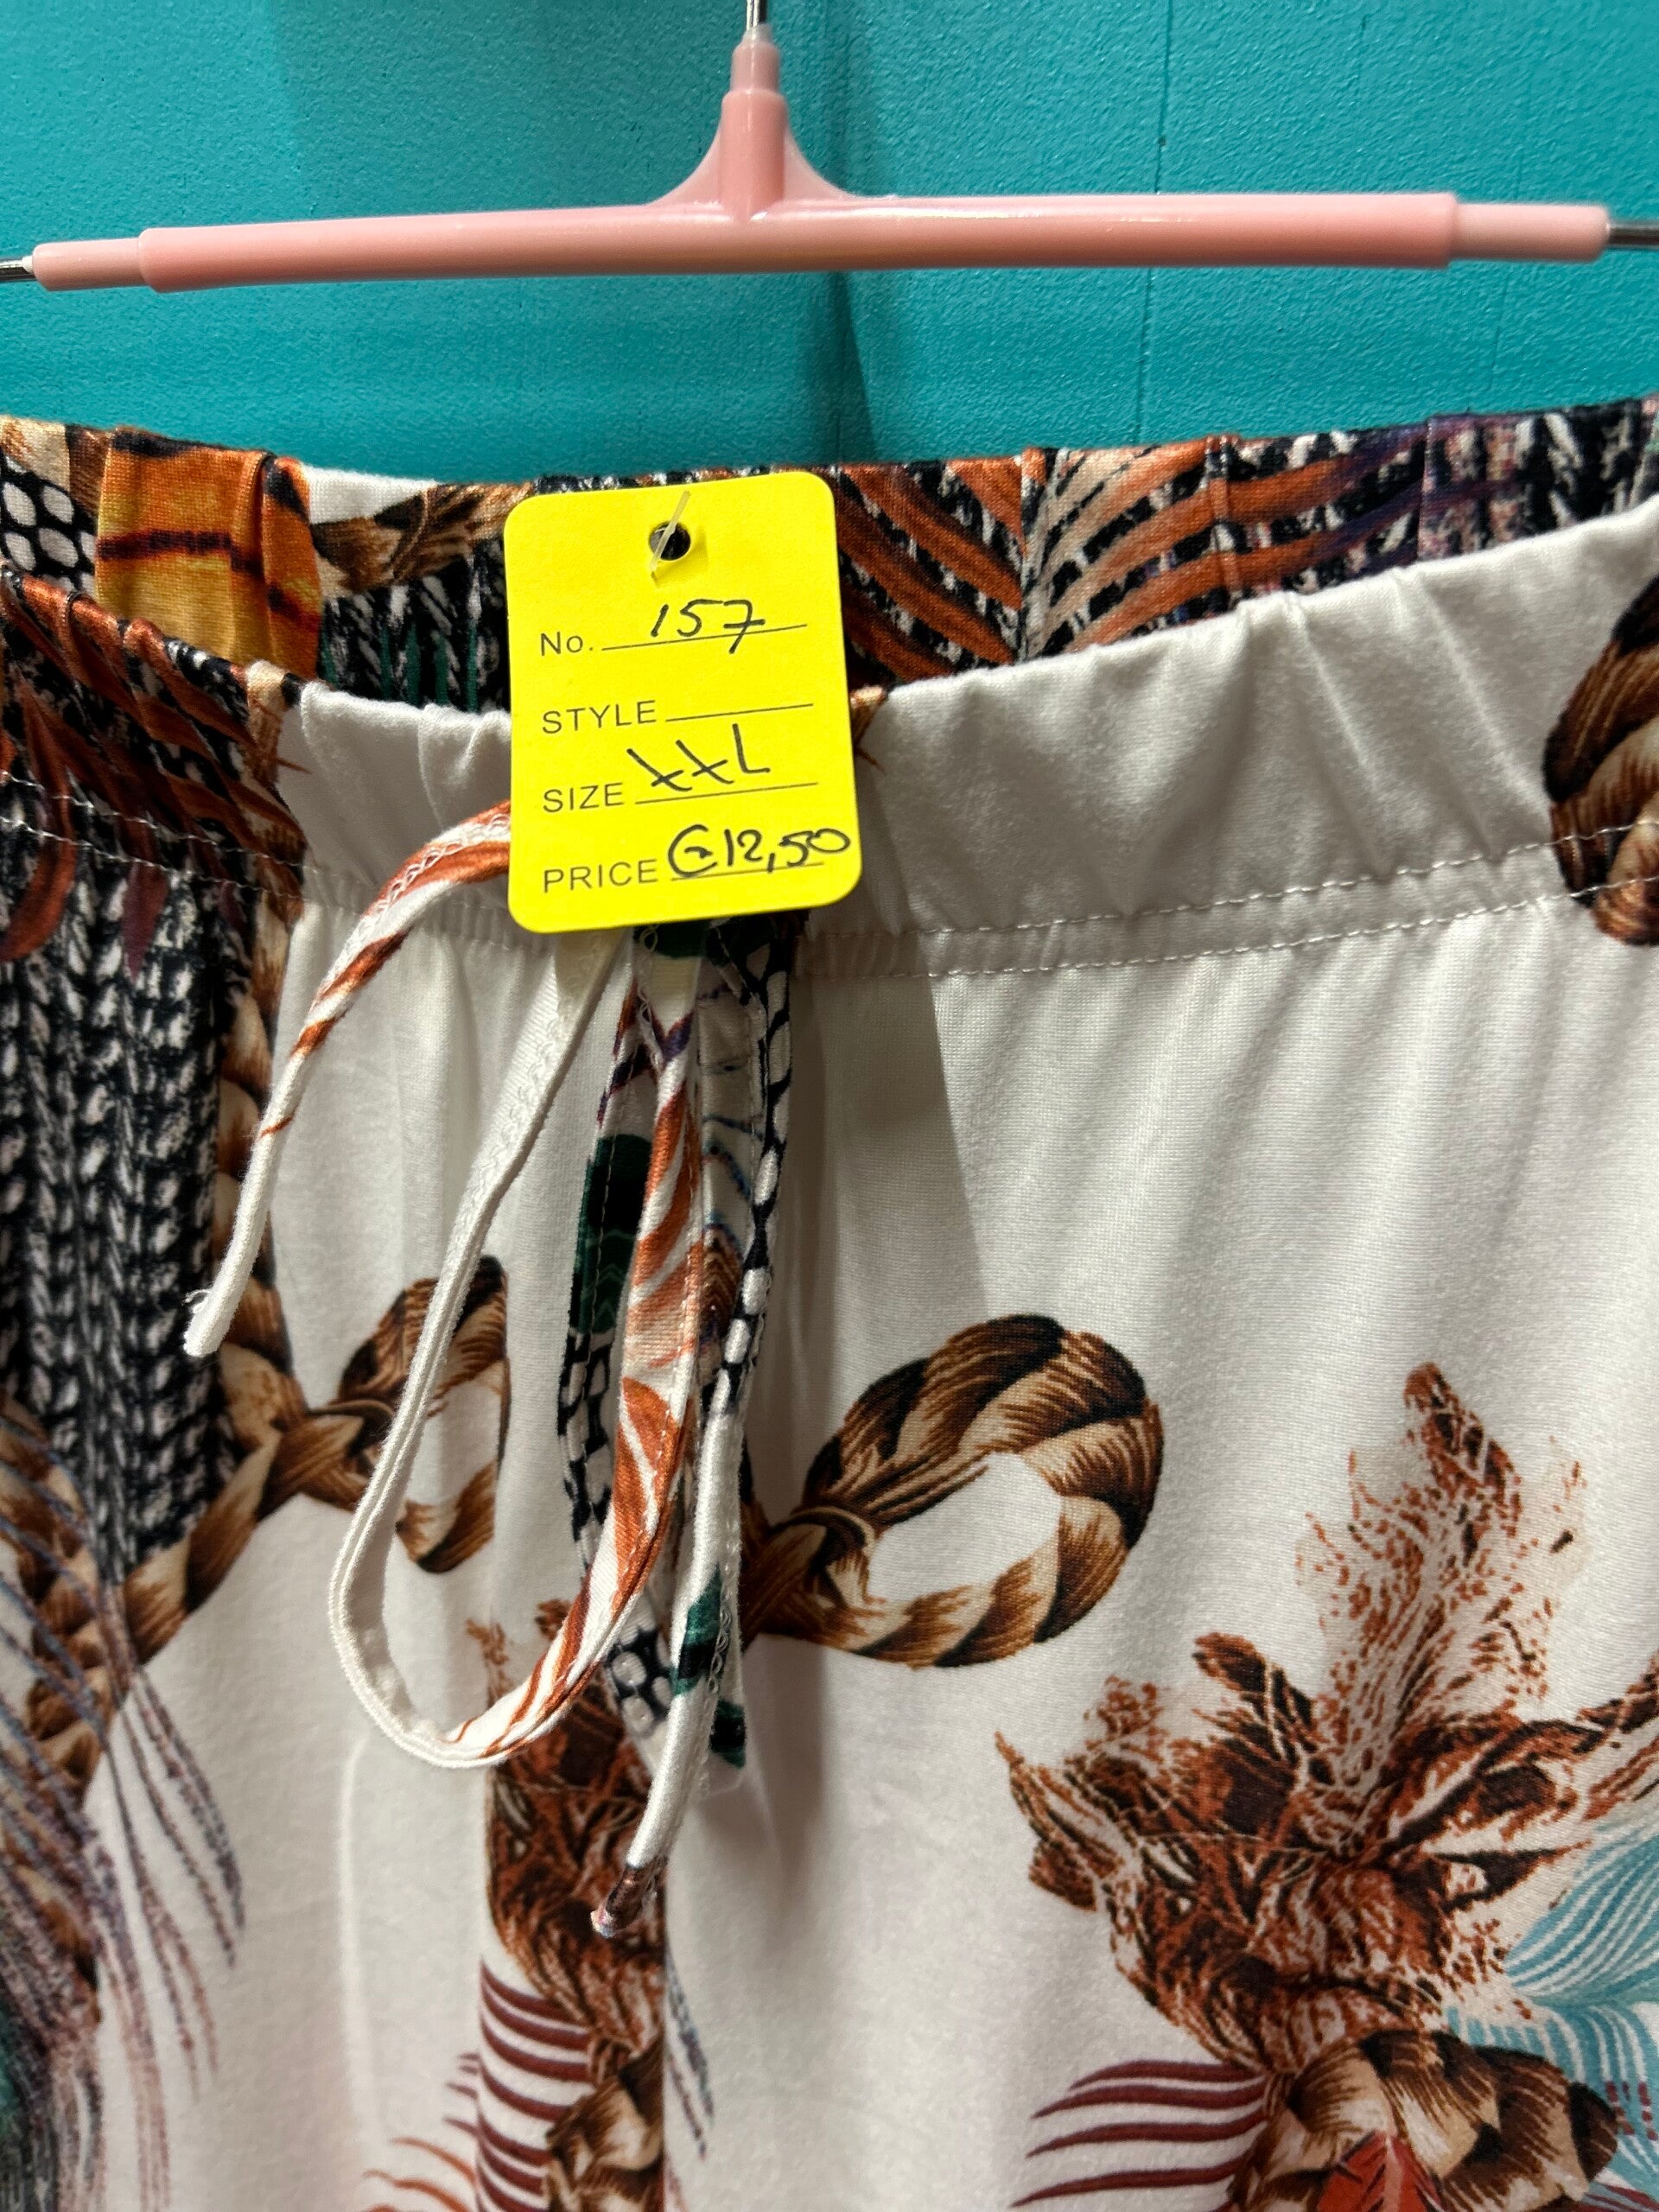 No. 157
STYLE
SIZE XXL
PRICE €12,50